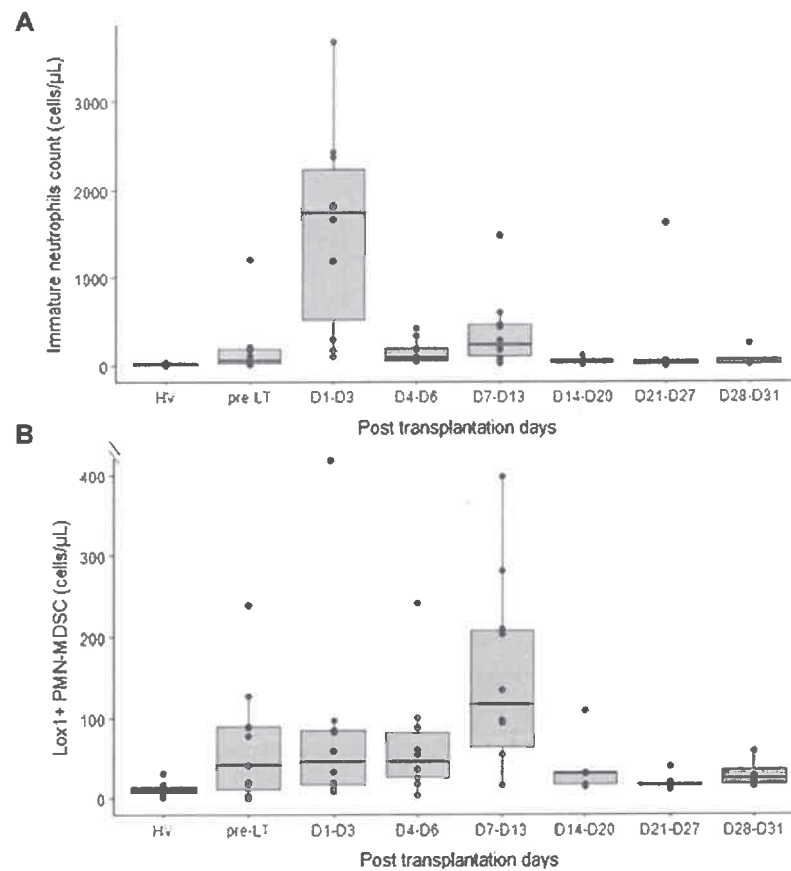 A
Immature neutrophils count (cells/µL)
3000
2000
1000
0
HV pre-LT D1-D3 D4-D6 D7-D13 D14-D20 D21-D27 D28-D31
Post transplantation days
B
Lox1+ PMN-MDSC (cells/µL)
400
300
200
100
0
HV pre-LT D1-D3 D4-D6 D7-D13 D14-D20 D21-D27 D28-D31
Post transplantation days